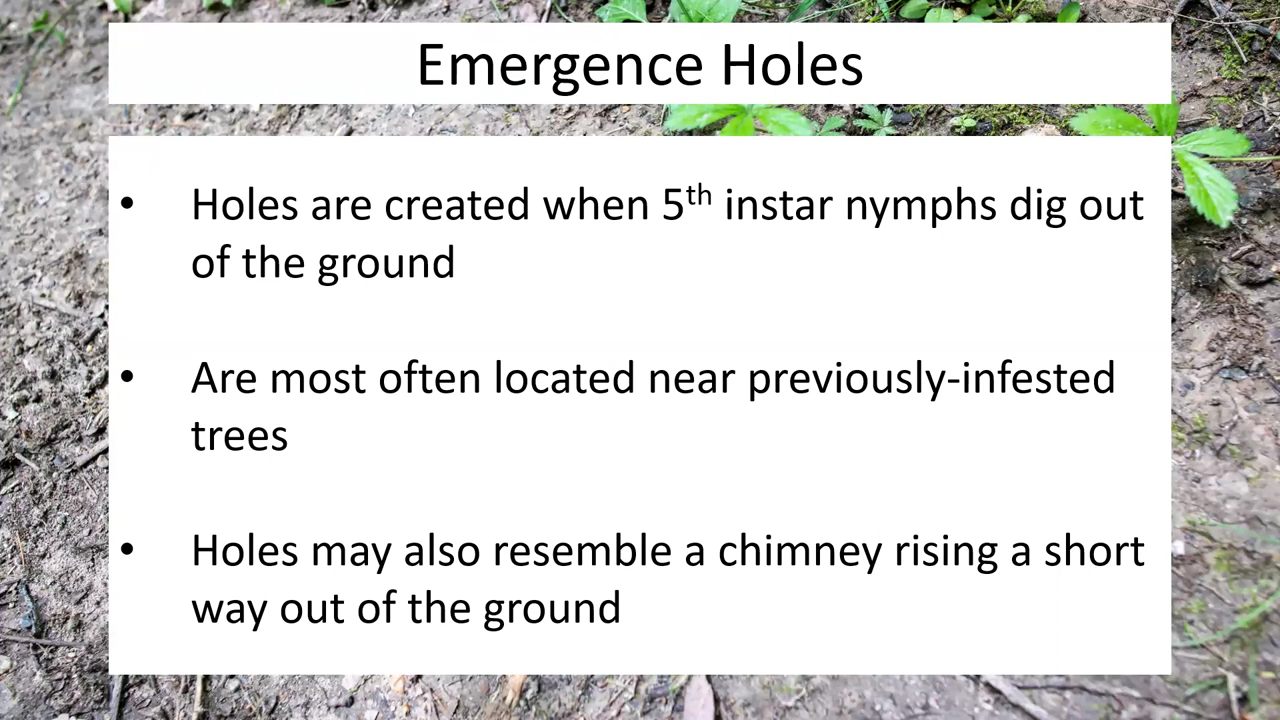 Emergence Holes
• Holes are created when 5th instar nymphs dig out
of the ground
• Are most often located near previously-infested
trees
• Holes may also resemble a chimney rising a short
way out of the ground